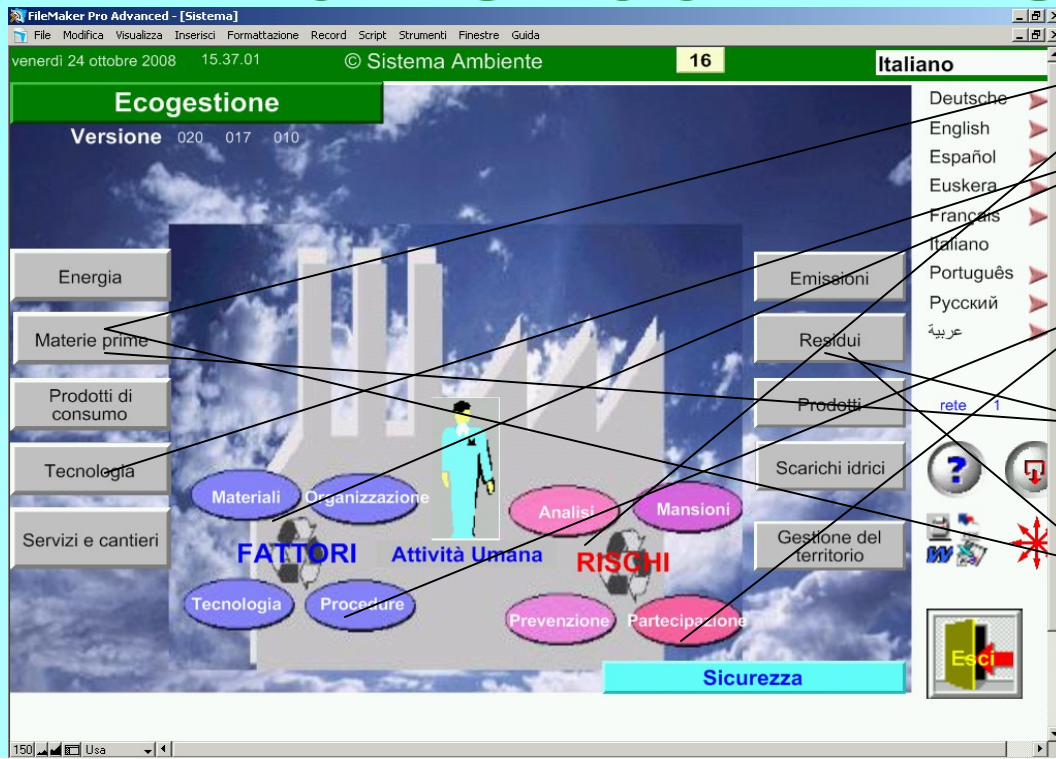 FileMaker Pro Advanced - [Sistema]
File Modifica Visualizza Inserisci Formattazione Record Script Strumenti Finestre Guida
venerdì 24 ottobre 2008 15.37.01 © Sistema Ambiente 16 Italiano
Ecogestione
Versione 020 017 010
Deutsche
English
Español
Euskera
Français
Italiano
Português
Русский
عربية
Energia
Materie prime
Prodotti di
consumo
Tecnologia
Servizi e cantieri
Emissioni
Residui
Prodotti
Scarichi idrici
Gestione del
territorio
rete 1
?
W
Materiali Organizzazione
FATTORI
Tecnologia Procedure
Attività Umana
Analisi Mansioni
RISCHI
Prevenzione Partecipazione
Sicurezza
Esci
150 Usa